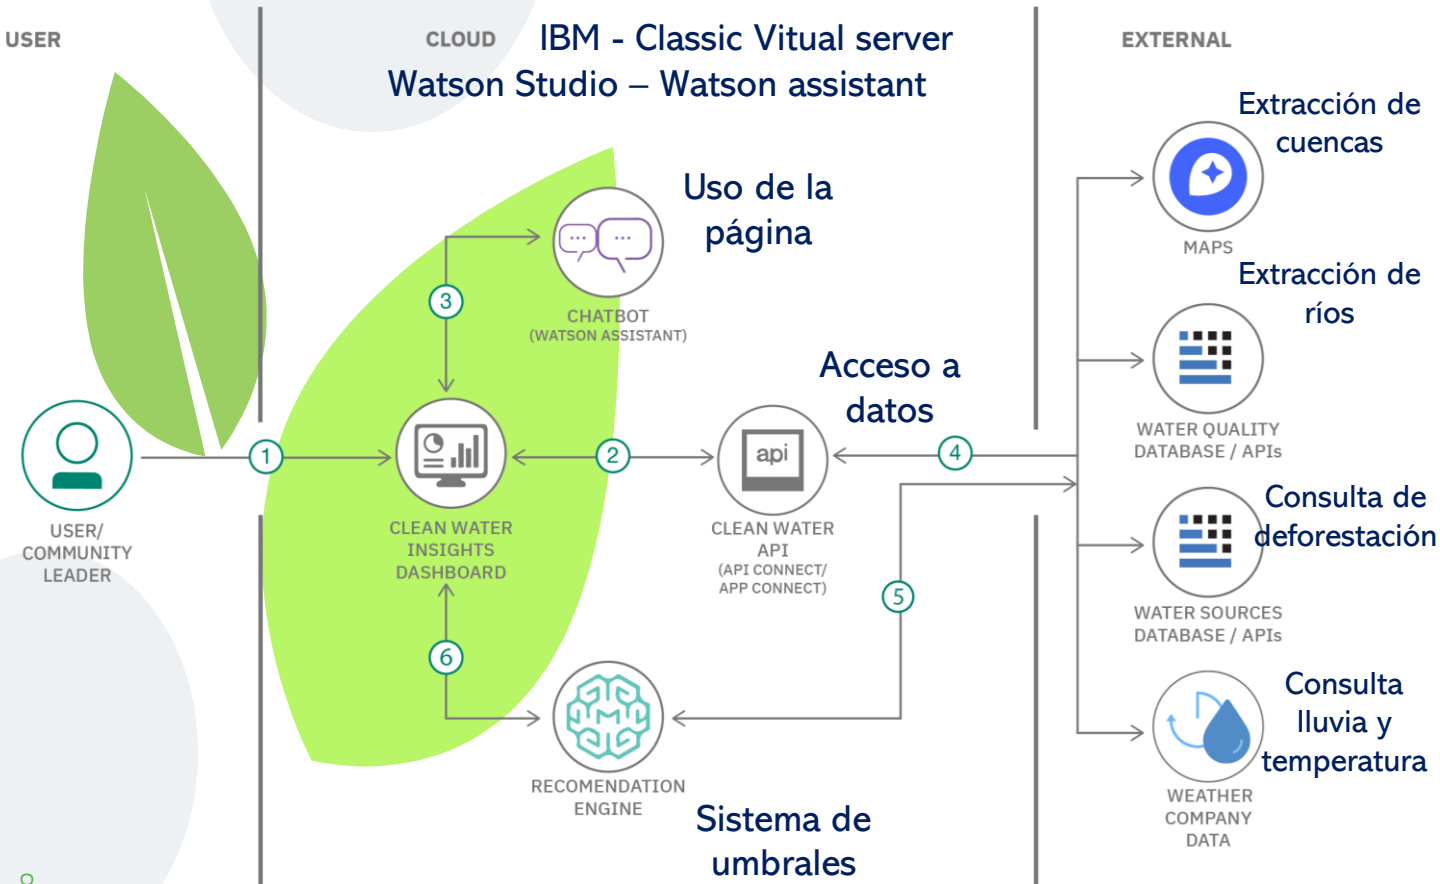 USER
CLOUD
IBM - Classic Vitual server
Watson Studio – Watson assistant
EXTERNAL
Extracción de
cuencas
MAPS
Uso de la
página
CHATBOT
(WATSON ASSISTANT)
3
Extracción de
ríos
WATER QUALITY
DATABASE / APIs
Acceso a
datos
1
2
api
4
USER/
COMMUNITY
LEADER
CLEAN WATER
INSIGHTS
DASHBOARD
CLEAN WATER
API
(API CONNECT/
APP CONNECT)
Consulta de
deforestación
WATER SOURCES
DATABASE / APIs
5
6
RECOMENDATION
ENGINE
Sistema de
umbrales
Consulta
lluvia y
temperatura
WEATHER
COMPANY
DATA